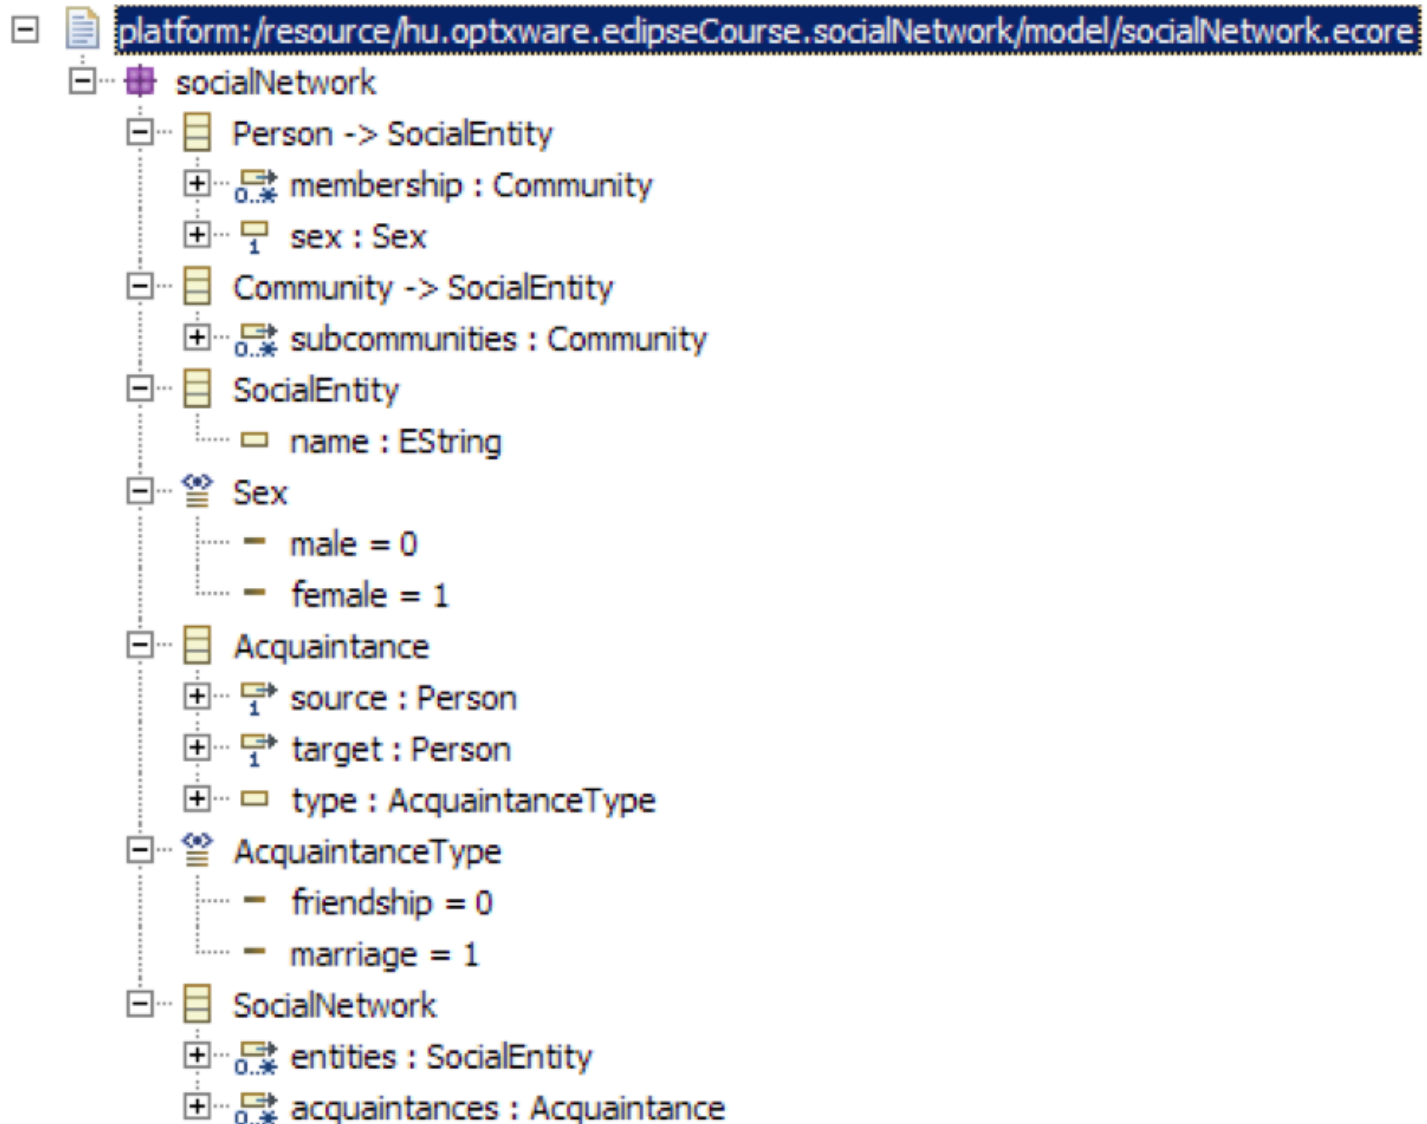 platform:/resource/hu.optxware.eclipseCourse.socialNetwork/model/socialNetwork.ecore
socialNetwork
Person -> SocialEntity
0..* membership : Community
1 sex : Sex
Community -> SocialEntity
0..* subcommunities : Community
SocialEntity
name : EString
Sex
male = 0
female = 1
Acquaintance
1 source : Person
1 target : Person
type : AcquaintanceType
AcquaintanceType
friendship = 0
marriage = 1
SocialNetwork
0..* entities : SocialEntity
0..* acquaintances : Acquaintance